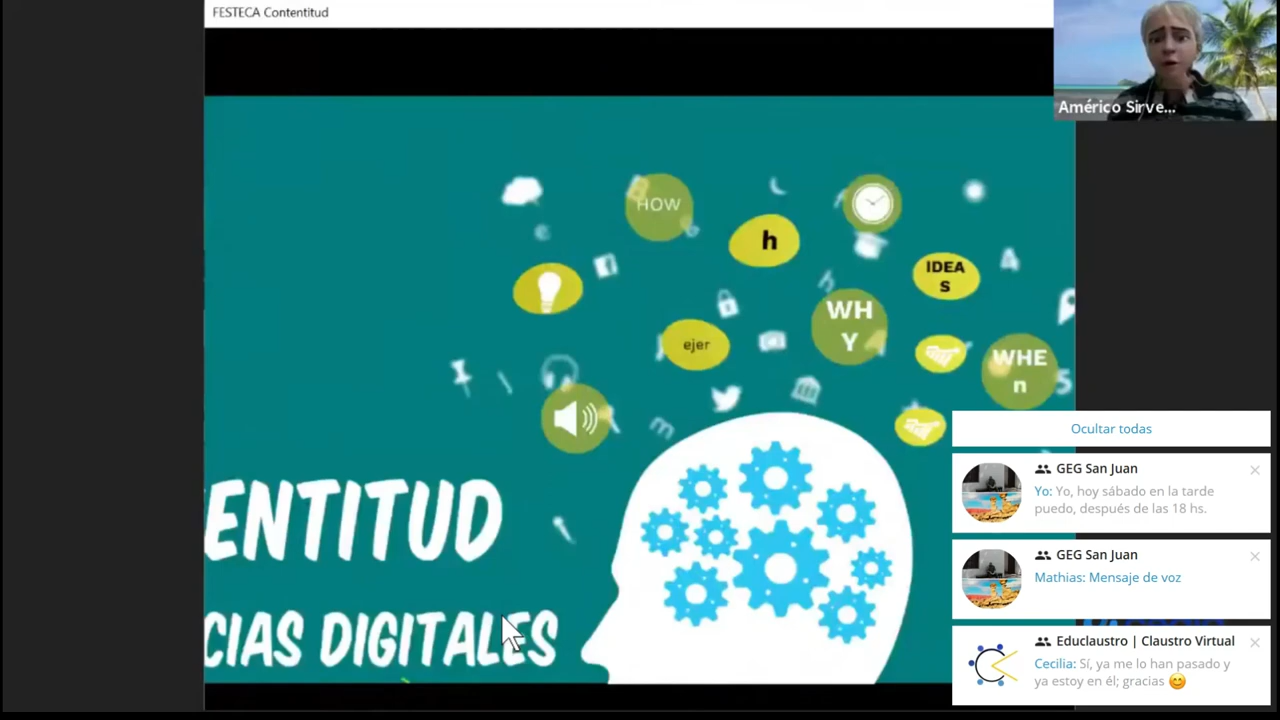 FESTECA Contentitud
Américo Sirve...
HOW
h
IDEA
S
WH
Y
ejer
WHE
n
ENTITUD
CIAS DIGITALES
Ocultar todas
GEG San Juan
Yo: Yo, hoy sábado en la tarde
puedo, después de las 18 hs.
GEG San Juan
Mathias: Mensaje de voz
Educlaustro | Claustro Virtual
Cecilia: Sí, ya me lo han pasado y
ya estoy en él; gracias 😊